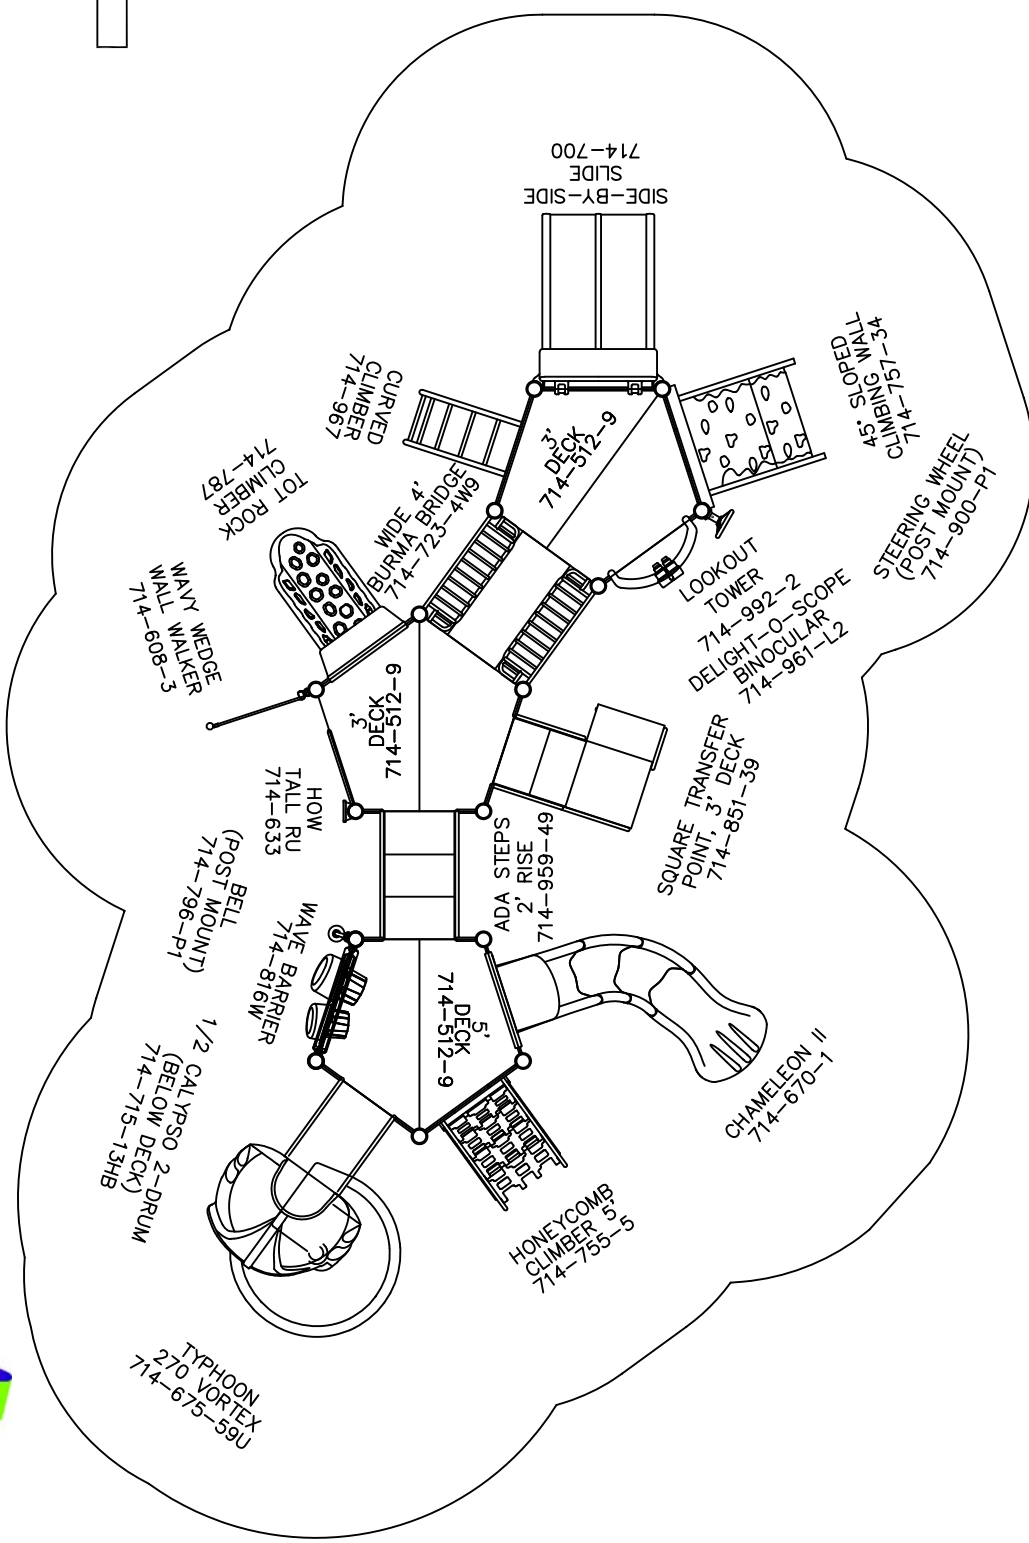 SIDE-BY-SIDE
SLIDE
714-700
45° SLOPED
CLIMBING WALL
714-757-34
CURVED
CLIMBER
714-967
3'
DECK
714-512-9
STEERING WHEEL
(POST MOUNT)
714-900-P1
TOT ROCK
CLIMBER
714-787
WIDE 4'
BURMA BRIDGE
714-723-4W9
LOOKOUT
TOWER
714-992-2
DELIGHT-O-SCOPE
BINOCULAR
714-961-L2
WAVY WEDGE
WALL WALKER
714-608-3
3'
DECK
714-512-9
SQUARE TRANSFER
POINT, 3' DECK
714-851-39
HOW
TALL RU
714-633
ADA STEPS
2' RISE
714-959-49
BELL
(POST MOUNT)
714-796-P1
WAVE BARRIER
714-816W
5'
DECK
714-512-9
1/2 CALYPSO 2-DRUM
(BELOW DECK)
714-715-13HB
CHAMELEON II
714-670-1
HONEYCOMB
CLIMBER 5'
714-755-5
TYPHOON
270 VORTEX
714-675-59U